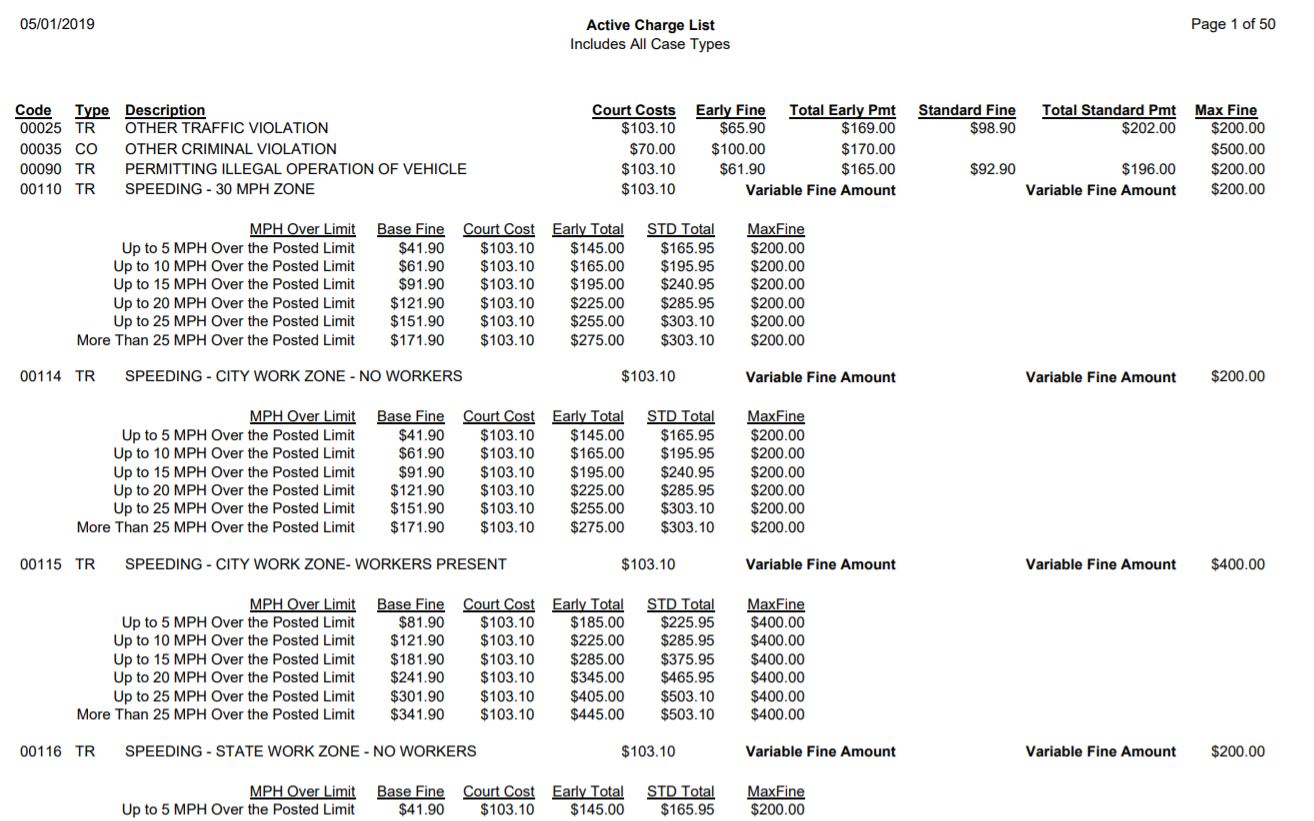 05/01/2019 Active Charge List Page 1 of 50
Includes All Case Types
Code Type Description Court Costs Early Fine Total Early Pmt Standard Fine Total Standard Pmt Max Fine
00025 TR OTHER TRAFFIC VIOLATION $103.10 $65.90 $169.00 $98.90 $202.00 $200.00
00035 CO OTHER CRIMINAL VIOLATION $70.00 $100.00 $170.00 $500.00
00090 TR PERMITTING ILLEGAL OPERATION OF VEHICLE $103.10 $61.90 $165.00 $92.90 $196.00 $200.00
00110 TR SPEEDING - 30 MPH ZONE $103.10 Variable Fine Amount Variable Fine Amount $200.00
MPH Over Limit Base Fine Court Cost Early Total STD Total MaxFine
Up to 5 MPH Over the Posted Limit $41.90 $103.10 $145.00 $165.95 $200.00
Up to 10 MPH Over the Posted Limit $61.90 $103.10 $165.00 $195.95 $200.00
Up to 15 MPH Over the Posted Limit $91.90 $103.10 $195.00 $240.95 $200.00
Up to 20 MPH Over the Posted Limit $121.90 $103.10 $225.00 $285.95 $200.00
Up to 25 MPH Over the Posted Limit $151.90 $103.10 $255.00 $303.10 $200.00
More Than 25 MPH Over the Posted Limit $171.90 $103.10 $275.00 $303.10 $200.00
00114 TR SPEEDING - CITY WORK ZONE - NO WORKERS $103.10 Variable Fine Amount Variable Fine Amount $200.00
MPH Over Limit Base Fine Court Cost Early Total STD Total MaxFine
Up to 5 MPH Over the Posted Limit $41.90 $103.10 $145.00 $165.95 $200.00
Up to 10 MPH Over the Posted Limit $61.90 $103.10 $165.00 $195.95 $200.00
Up to 15 MPH Over the Posted Limit $91.90 $103.10 $195.00 $240.95 $200.00
Up to 20 MPH Over the Posted Limit $121.90 $103.10 $225.00 $285.95 $200.00
Up to 25 MPH Over the Posted Limit $151.90 $103.10 $255.00 $303.10 $200.00
More Than 25 MPH Over the Posted Limit $171.90 $103.10 $275.00 $303.10 $200.00
00115 TR SPEEDING - CITY WORK ZONE- WORKERS PRESENT $103.10 Variable Fine Amount Variable Fine Amount $400.00
MPH Over Limit Base Fine Court Cost Early Total STD Total MaxFine
Up to 5 MPH Over the Posted Limit $81.90 $103.10 $185.00 $225.95 $400.00
Up to 10 MPH Over the Posted Limit $121.90 $103.10 $225.00 $285.95 $400.00
Up to 15 MPH Over the Posted Limit $181.90 $103.10 $285.00 $375.95 $400.00
Up to 20 MPH Over the Posted Limit $241.90 $103.10 $345.00 $465.95 $400.00
Up to 25 MPH Over the Posted Limit $301.90 $103.10 $405.00 $503.10 $400.00
More Than 25 MPH Over the Posted Limit $341.90 $103.10 $445.00 $503.10 $400.00
00116 TR SPEEDING - STATE WORK ZONE - NO WORKERS $103.10 Variable Fine Amount Variable Fine Amount $200.00
MPH Over Limit Base Fine Court Cost Early Total STD Total MaxFine
Up to 5 MPH Over the Posted Limit $41.90 $103.10 $145.00 $165.95 $200.00